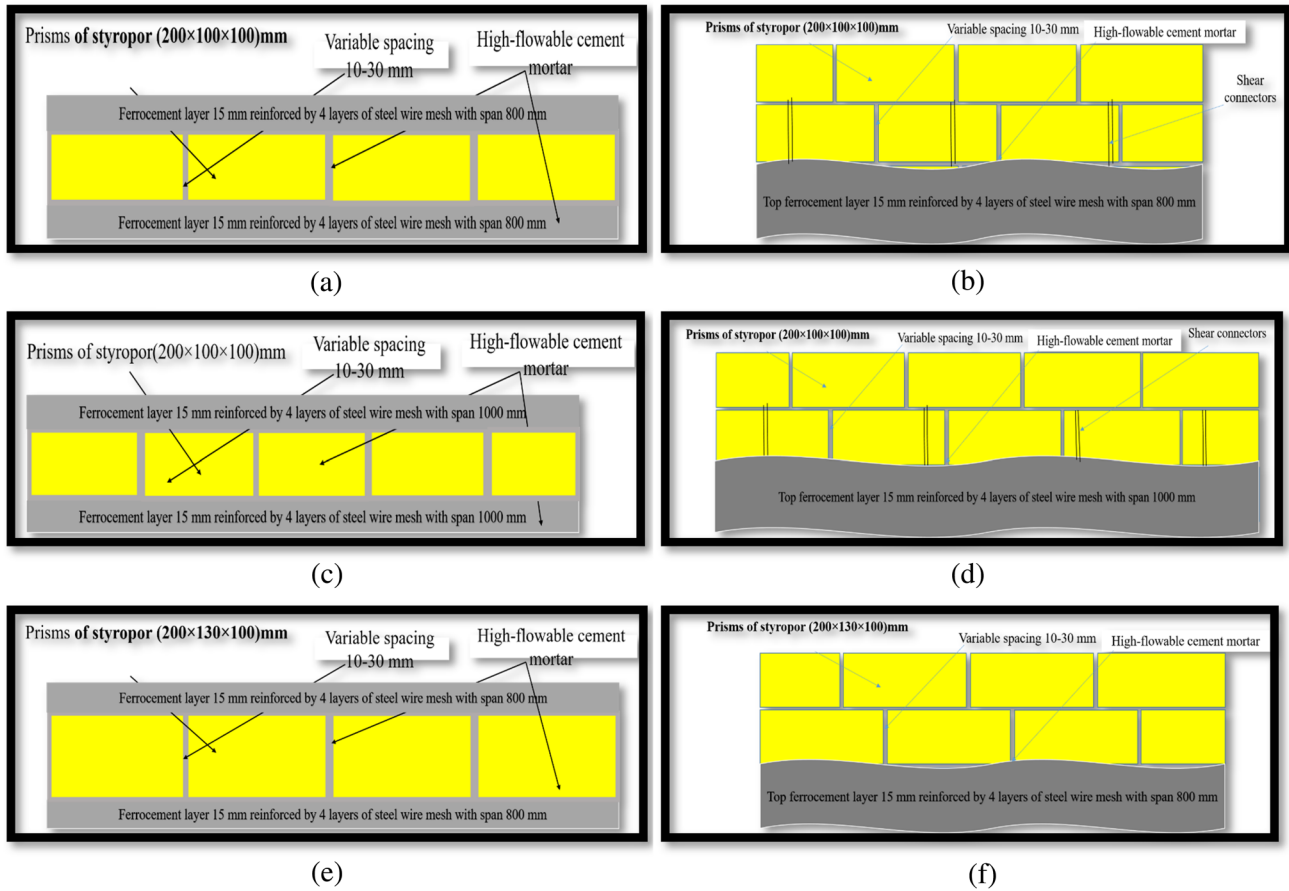 Prisms of styropor (200×100×100)mm
Variable spacing
10-30 mm
High-flowable cement
mortar
Ferrocement layer 15 mm reinforced by 4 layers of steel wire mesh with span 800 mm
Ferrocement layer 15 mm reinforced by 4 layers of steel wire mesh with span 800 mm
(a)
Prisms of styropor (200×100×100)mm
Variable spacing 10-30 mm
High-flowable cement mortar
Shear
connectors
Top ferrocement layer 15 mm reinforced by 4 layers of steel wire mesh with span 800 mm
(b)
Prisms of styropor(200×100×100)mm
Variable spacing
10-30 mm
High-flowable cement
mortar
Ferrocement layer 15 mm reinforced by 4 layers of steel wire mesh with span 1000 mm
Ferrocement layer 15 mm reinforced by 4 layers of steel wire mesh with span 1000 mm
(c)
Prisms of styropor (200×100×100)mm
Variable spacing 10-30 mm
High-flowable cement mortar
Shear connectors
Top ferrocement layer 15 mm reinforced by 4 layers of steel wire mesh with span 1000 mm
(d)
Prisms of styropor (200×130×100)mm
Variable spacing
10-30 mm
High-flowable cement
mortar
Ferrocement layer 15 mm reinforced by 4 layers of steel wire mesh with span 800 mm
Ferrocement layer 15 mm reinforced by 4 layers of steel wire mesh with span 800 mm
(e)
Prisms of styropor (200×130×100)mm
Variable spacing 10-30 mm
High-flowable cement mortar
Top ferrocement layer 15 mm reinforced by 4 layers of steel wire mesh with span 800 mm
(f)